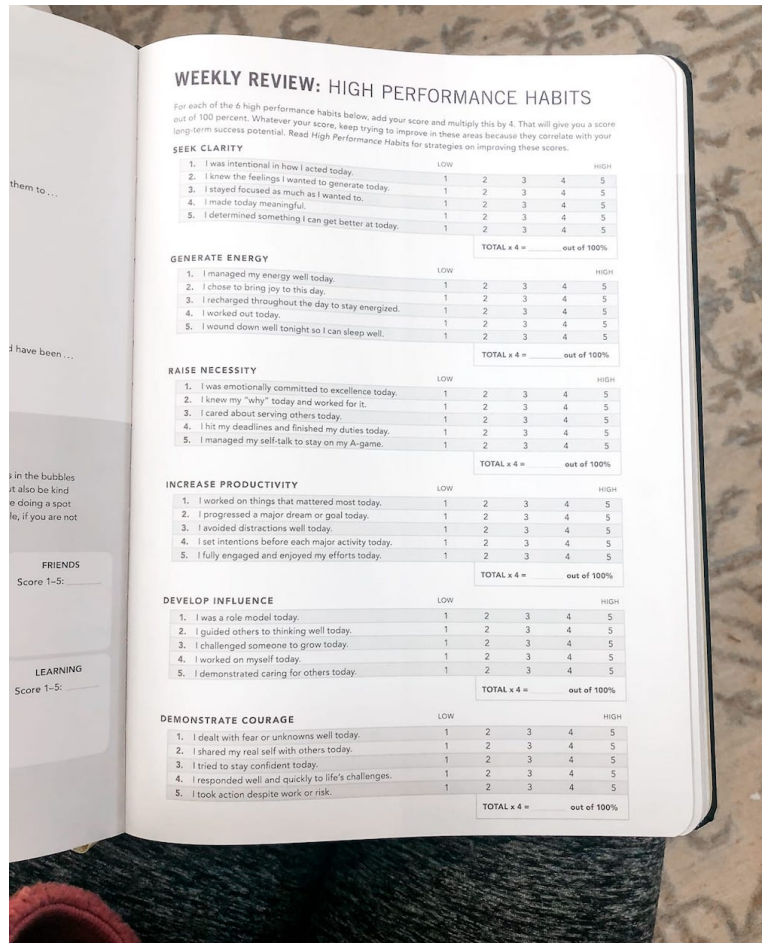 them to ...
d have been ...
s in the bubbles
ut also be kind
e doing a spot
le, if you are not
FRIENDS
Score 1–5:
LEARNING
Score 1–5:
WEEKLY REVIEW: HIGH PERFORMANCE HABITS
For each of the 6 high performance habits below, add your score and multiply this by 4. That will give you a score
out of 100 percent. Whatever your score, keep trying to improve in these areas because they correlate with your
long-term success potential. Read High Performance Habits for strategies on improving these scores.
SEEK CLARITY LOW HIGH
1. I was intentional in how I acted today. 1 2 3 4 5
2. I knew the feelings I wanted to generate today. 1 2 3 4 5
3. I stayed focused as much as I wanted to. 1 2 3 4 5
4. I made today meaningful. 1 2 3 4 5
5. I determined something I can get better at today. 1 2 3 4 5
TOTAL x 4 = ______ out of 100%
GENERATE ENERGY LOW HIGH
1. I managed my energy well today. 1 2 3 4 5
2. I chose to bring joy to this day. 1 2 3 4 5
3. I recharged throughout the day to stay energized. 1 2 3 4 5
4. I worked out today. 1 2 3 4 5
5. I wound down well tonight so I can sleep well. 1 2 3 4 5
TOTAL x 4 = ______ out of 100%
RAISE NECESSITY LOW HIGH
1. I was emotionally committed to excellence today. 1 2 3 4 5
2. I knew my "why" today and worked for it. 1 2 3 4 5
3. I cared about serving others today. 1 2 3 4 5
4. I hit my deadlines and finished my duties today. 1 2 3 4 5
5. I managed my self-talk to stay on my A-game. 1 2 3 4 5
TOTAL x 4 = ______ out of 100%
INCREASE PRODUCTIVITY LOW HIGH
1. I worked on things that mattered most today. 1 2 3 4 5
2. I progressed a major dream or goal today. 1 2 3 4 5
3. I avoided distractions well today. 1 2 3 4 5
4. I set intentions before each major activity today. 1 2 3 4 5
5. I fully engaged and enjoyed my efforts today. 1 2 3 4 5
TOTAL x 4 = ______ out of 100%
DEVELOP INFLUENCE LOW HIGH
1. I was a role model today. 1 2 3 4 5
2. I guided others to thinking well today. 1 2 3 4 5
3. I challenged someone to grow today. 1 2 3 4 5
4. I worked on myself today. 1 2 3 4 5
5. I demonstrated caring for others today. 1 2 3 4 5
TOTAL x 4 = ______ out of 100%
DEMONSTRATE COURAGE LOW HIGH
1. I dealt with fear or unknowns well today. 1 2 3 4 5
2. I shared my real self with others today. 1 2 3 4 5
3. I tried to stay confident today. 1 2 3 4 5
4. I responded well and quickly to life's challenges. 1 2 3 4 5
5. I took action despite work or risk. 1 2 3 4 5
TOTAL x 4 = ______ out of 100%